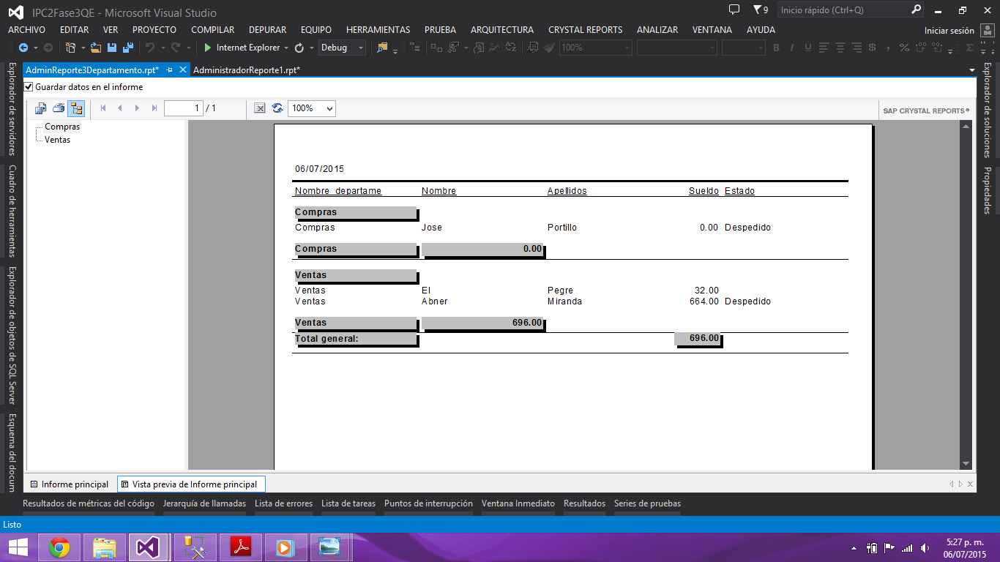 IPC2Fase3QE - Microsoft Visual Studio
9
Inicio rápido (Ctrl+Q)
ARCHIVO EDITAR VER PROYECTO COMPILAR DEPURAR EQUIPO HERRAMIENTAS PRUEBA ARQUITECTURA CRYSTAL REPORTS ANALIZAR VENTANA AYUDA
Iniciar sesión
Internet Explorer Debug 100%
AdminReporte3Departamento.rpt* AdministradorReporte1.rpt*
Guardar datos en el informe
1 / 1 100%
SAP CRYSTAL REPORTS®
Explorador de servidores
Cuadro de herramientas
Explorador de objetos de SQL Server
Esquema del docum
Compras
Ventas
06/07/2015
Nombre_departame Nombre Apellidos Sueldo Estado
Compras
Compras Jose Portillo 0.00 Despedido
Compras 0.00
Ventas
Ventas El Pegre 32.00
Ventas Abner Miranda 664.00 Despedido
Ventas 696.00
Total general: 696.00
Explorador de soluciones
Propiedades
Informe principal Vista previa de Informe principal
Resultados de métricas del código Jerarquía de llamadas Lista de errores Lista de tareas Puntos de interrupción Ventana Inmediato Resultados Series de pruebas
Listo
5:27 p. m.
06/07/2015